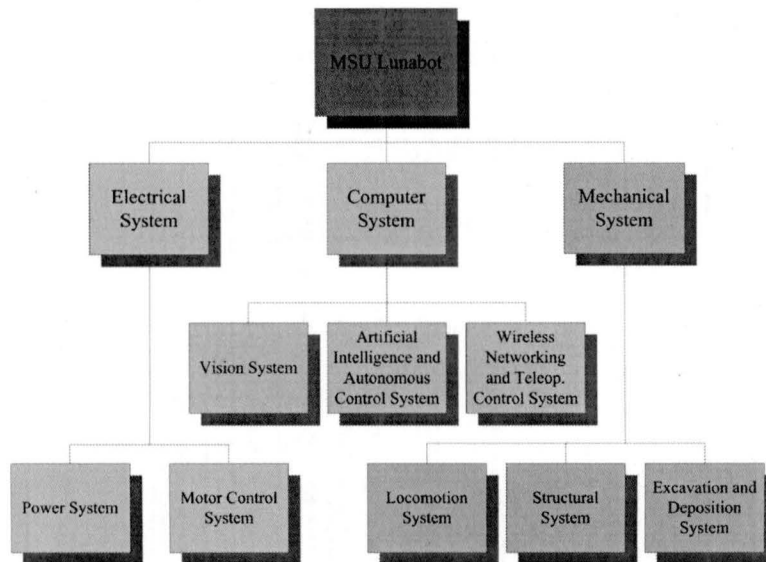 MSU Lunabot
Electrical
System
Computer
System
Mechanical
System
Vision System
Artificial
Intelligence and
Autonomous
Control System
Wireless
Networking
and Teleop.
Control System
Power System
Motor Control
System
Locomotion
System
Structural
System
Excavation and
Deposition
System